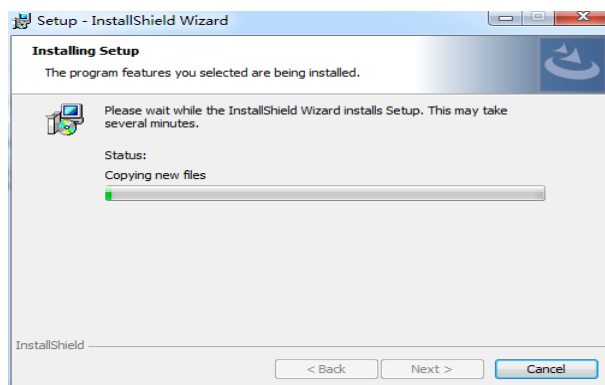 Setup - InstallShield Wizard
Installing Setup
The program features you selected are being installed.
Please wait while the InstallShield Wizard installs Setup. This may take
several minutes.
Status:
Copying new files
InstallShield
< Back
Next >
Cancel